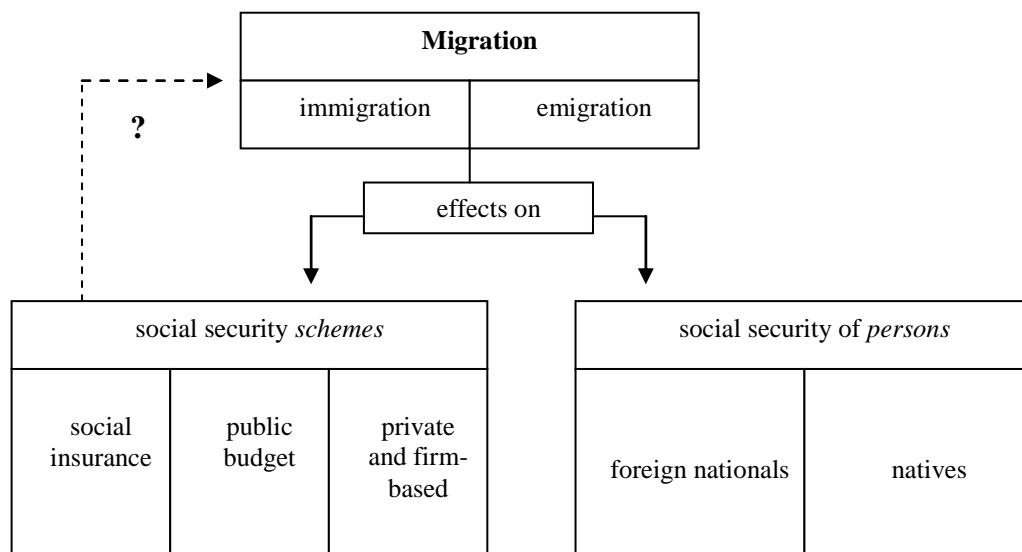 Migration
immigration
emigration
?
effects on
social security schemes
social security of persons
social
insurance
public
budget
private
and firm-
based
foreign nationals
natives